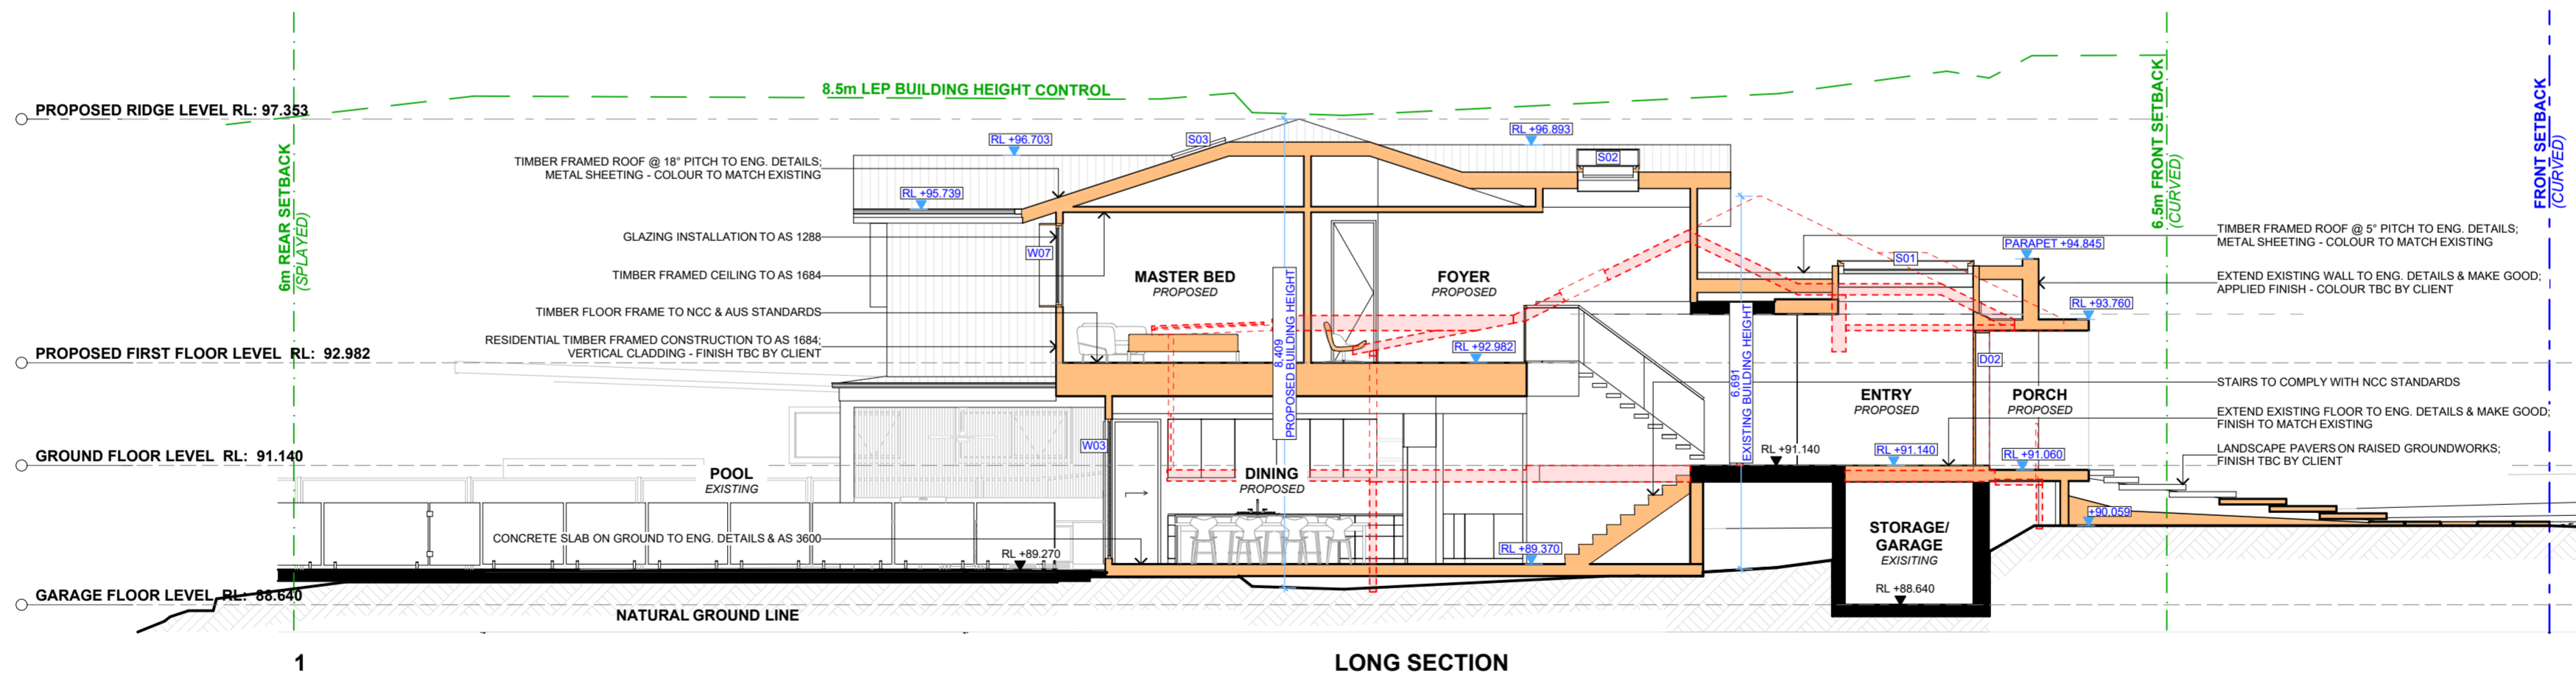 8.5m LEP BUILDING HEIGHT CONTROL
PROPOSED RIDGE LEVEL RL: 97.353
6m REAR SETBACK
(SPLAYED)
6.5m FRONT SETBACK
(CURVED)
FRONT SETBACK
(CURVED)
RL +96.703
S03
RL +96.893
S02
TIMBER FRAMED ROOF @ 18° PITCH TO ENG. DETAILS;
METAL SHEETING - COLOUR TO MATCH EXISTING
RL +95.739
GLAZING INSTALLATION TO AS 1288
W07
TIMBER FRAMED CEILING TO AS 1684
TIMBER FLOOR FRAME TO NCC & AUS STANDARDS
RESIDENTIAL TIMBER FRAMED CONSTRUCTION TO AS 1684;
VERTICAL CLADDING - FINISH TBC BY CLIENT
MASTER BED
PROPOSED
FOYER
PROPOSED
8,409
PROPOSED BUILDING HEIGHT
6,691
EXISTING BUILDING HEIGHT
TIMBER FRAMED ROOF @ 5° PITCH TO ENG. DETAILS;
METAL SHEETING - COLOUR TO MATCH EXISTING
PARAPET +94.845
S01
EXTEND EXISTING WALL TO ENG. DETAILS & MAKE GOOD;
APPLIED FINISH - COLOUR TBC BY CLIENT
RL +93.760
PROPOSED FIRST FLOOR LEVEL RL: 92.982
RL +92.982
D02
STAIRS TO COMPLY WITH NCC STANDARDS
ENTRY
PROPOSED
PORCH
PROPOSED
EXTEND EXISTING FLOOR TO ENG. DETAILS & MAKE GOOD;
FINISH TO MATCH EXISTING
W03
GROUND FLOOR LEVEL RL: 91.140
RL +91.140
RL +91.140
RL +91.060
LANDSCAPE PAVERS ON RAISED GROUNDWORKS;
FINISH TBC BY CLIENT
POOL
EXISTING
DINING
PROPOSED
+90.059
STORAGE/
GARAGE
EXISITING
CONCRETE SLAB ON GROUND TO ENG. DETAILS & AS 3600
RL +89.270
RL +89.370
RL +88.640
GARAGE FLOOR LEVEL RL: 88.640
NATURAL GROUND LINE
1
LONG SECTION